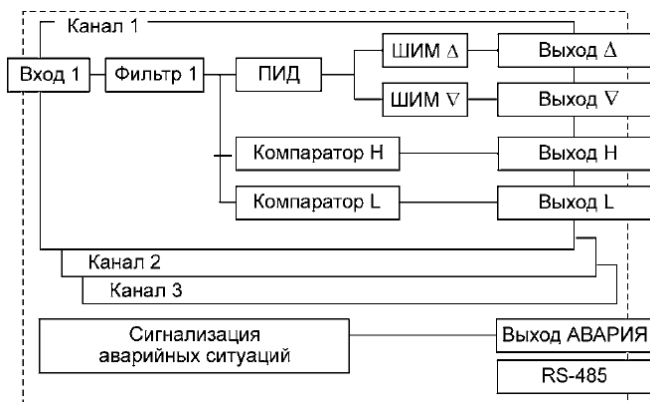 Канал 1
Вход 1
Фильтр 1
ПИД
ШИМ Δ
Выход Δ
ШИМ ∇
Выход ∇
Компаратор H
Выход H
Компаратор L
Выход L
Канал 2
Канал 3
Сигнализация
аварийных ситуаций
Выход АВАРИЯ
RS-485